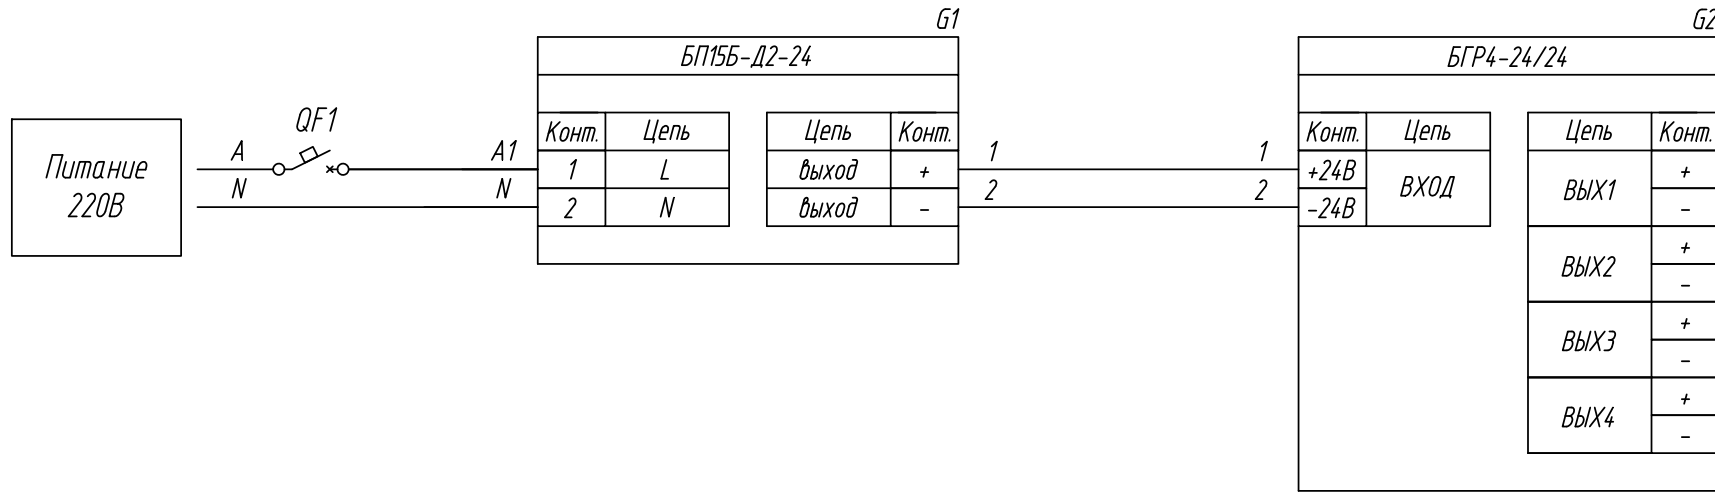 G1
G2
БП15Б-Д2-24
БГР4-24/24
Питание
220В
QF1
A
N
A1
N
Конт. Цепь
1 L
2 N
Цепь Конт.
выход +
выход -
1 1
2 2
Конт. Цепь
+24В ВХОД
-24В
Цепь Конт.
ВЫХ1 +
-
ВЫХ2 +
-
ВЫХ3 +
-
ВЫХ4 +
-